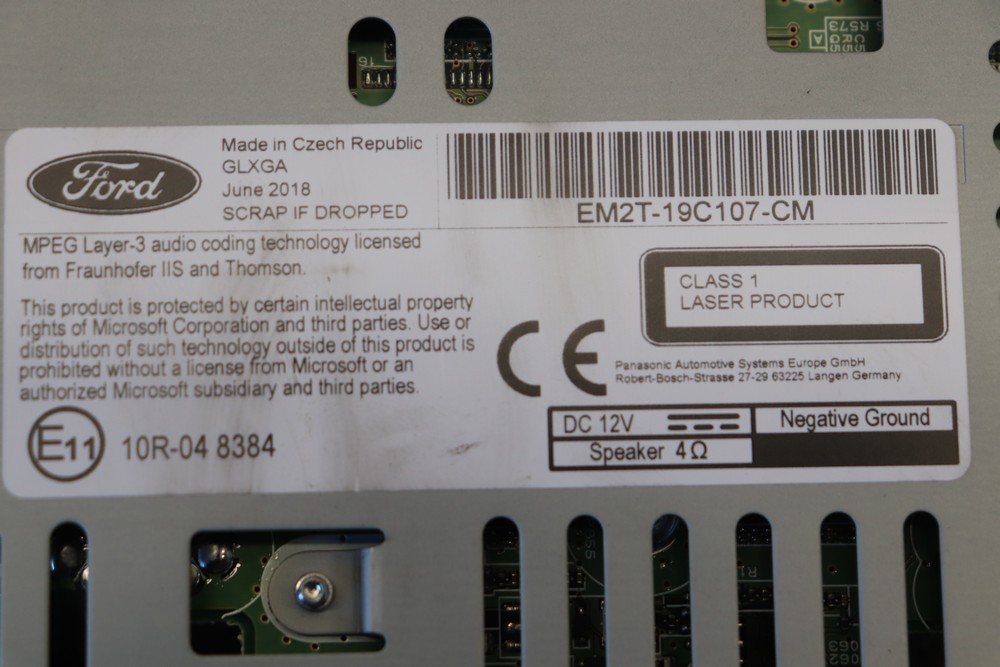 Ford
Made in Czech Republic
GLXGA
June 2018
SCRAP IF DROPPED
EM2T-19C107-CM
MPEG Layer-3 audio coding technology licensed
from Fraunhofer IIS and Thomson.
This product is protected by certain intellectual property
rights of Microsoft Corporation and third parties. Use or
distribution of such technology outside of this product is
prohibited without a license from Microsoft or an
authorized Microsoft subsidiary and third parties.
CLASS 1
LASER PRODUCT
CE
Panasonic Automotive Systems Europe GmbH
Robert-Bosch-Strasse 27-29 63225 Langen Germany
E11
10R-04 8384
DC 12V
Negative Ground
Speaker 4Ω
R573